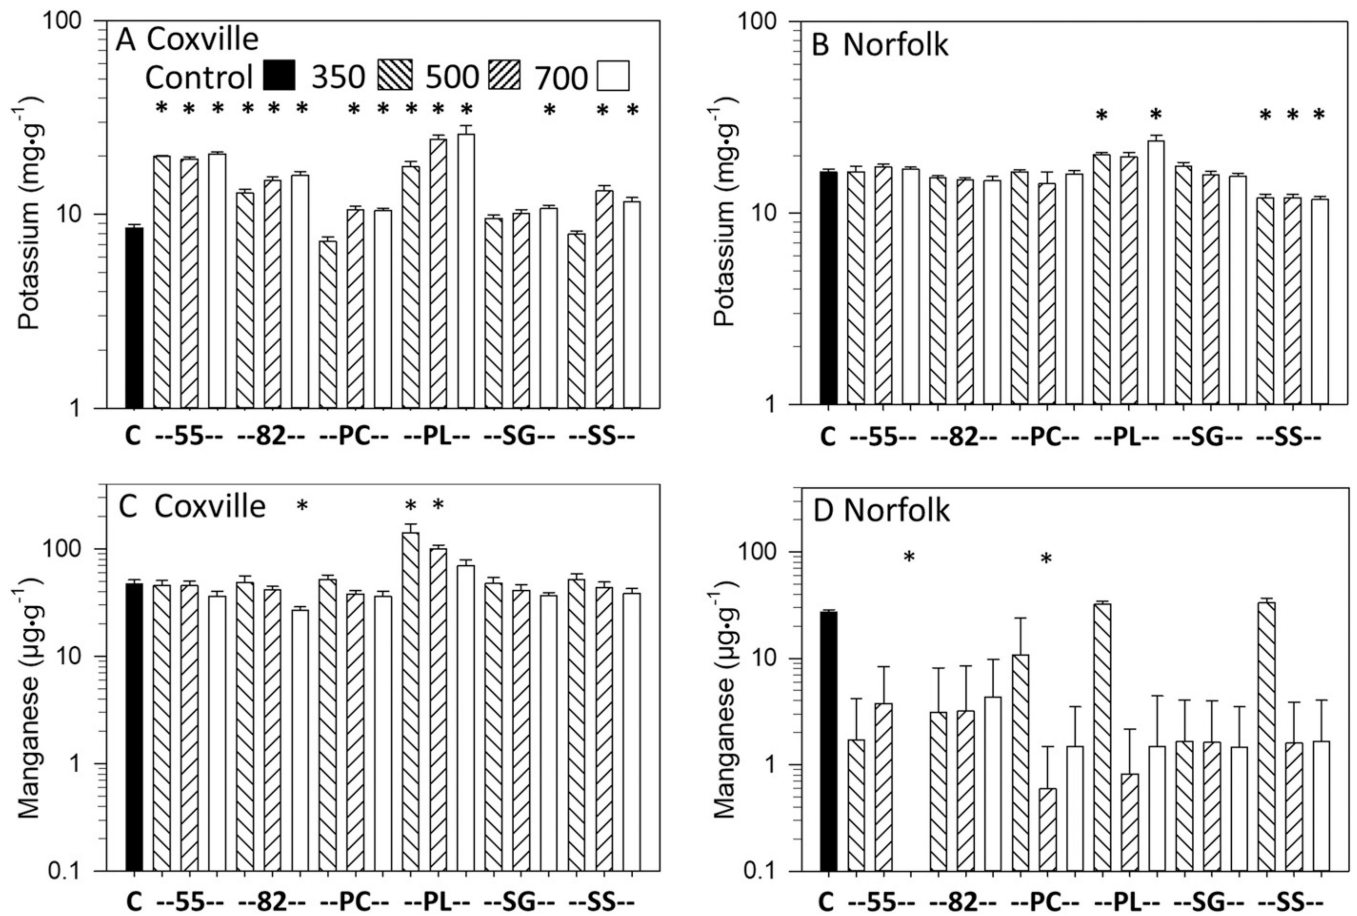 A Coxville
Control 350 500 700
* * * * * * * * * * * * * *
100
10
1
Potassium (mg•g⁻¹)
C --55-- --82-- --PC-- --PL-- --SG-- --SS--
B Norfolk
* * * * *
100
10
1
Potassium (mg•g⁻¹)
C --55-- --82-- --PC-- --PL-- --SG-- --SS--
C Coxville
* * *
100
10
1
0.1
Manganese (µg•g⁻¹)
C --55-- --82-- --PC-- --PL-- --SG-- --SS--
D Norfolk
* *
100
10
1
0.1
Manganese (µg•g⁻¹)
C --55-- --82-- --PC-- --PL-- --SG-- --SS--